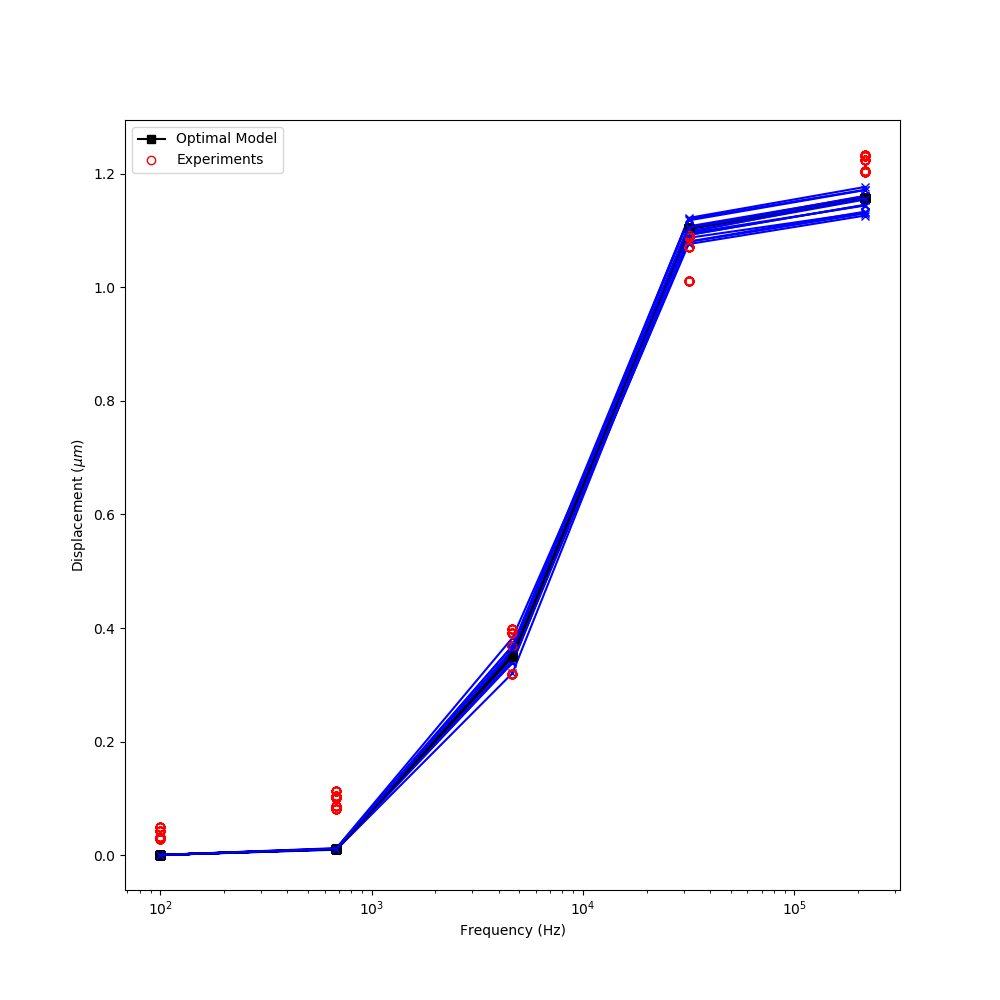 Optimal Model
Experiments
1.2
1.0
0.8
0.6
0.4
0.2
0.0
Displacement (μm)
10² 10³ 10⁴ 10⁵
Frequency (Hz)